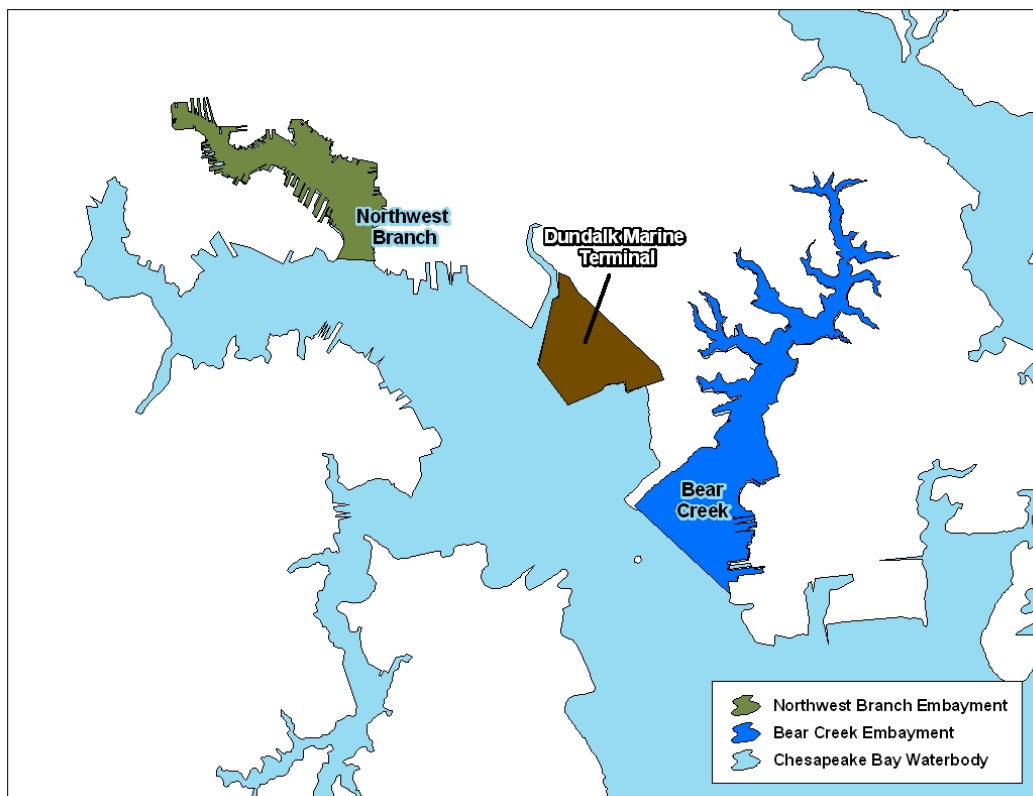 Northwest
Branch
Dundalk Marine
Terminal
Bear
Creek
Northwest Branch Embayment
Bear Creek Embayment
Chesapeake Bay Waterbody